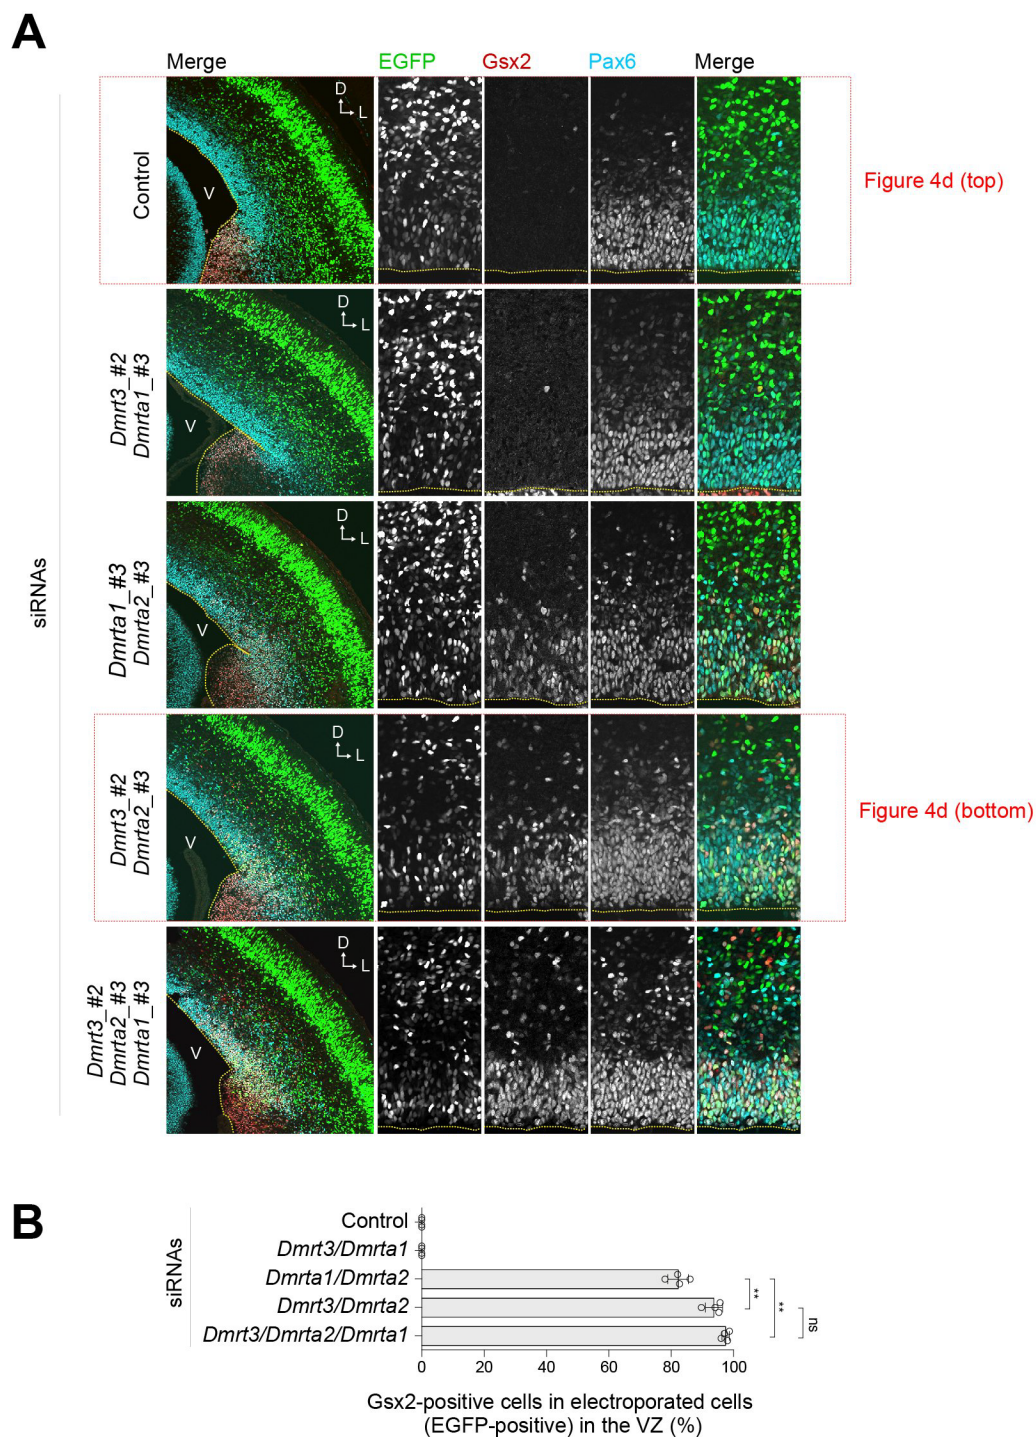 A
Merge EGFP Gsx2 Pax6 Merge
siRNAs
Control
D
L
V
Figure 4d (top)
Dmrt3_#2
Dmrta1_#3
D
L
V
Dmrta1_#3
Dmrta2_#3
D
L
V
Dmrt3_#2
Dmrta2_#3
D
L
V
Figure 4d (bottom)
Dmrt3_#2
Dmrta2_#3
Dmrta1_#3
D
L
V
B
siRNAs
Control
Dmrt3/Dmrta1
Dmrta1/Dmrta2
Dmrt3/Dmrta2
Dmrt3/Dmrta2/Dmrta1
**
**
ns
0 20 40 60 80 100
Gsx2-positive cells in electroporated cells
(EGFP-positive) in the VZ (%)